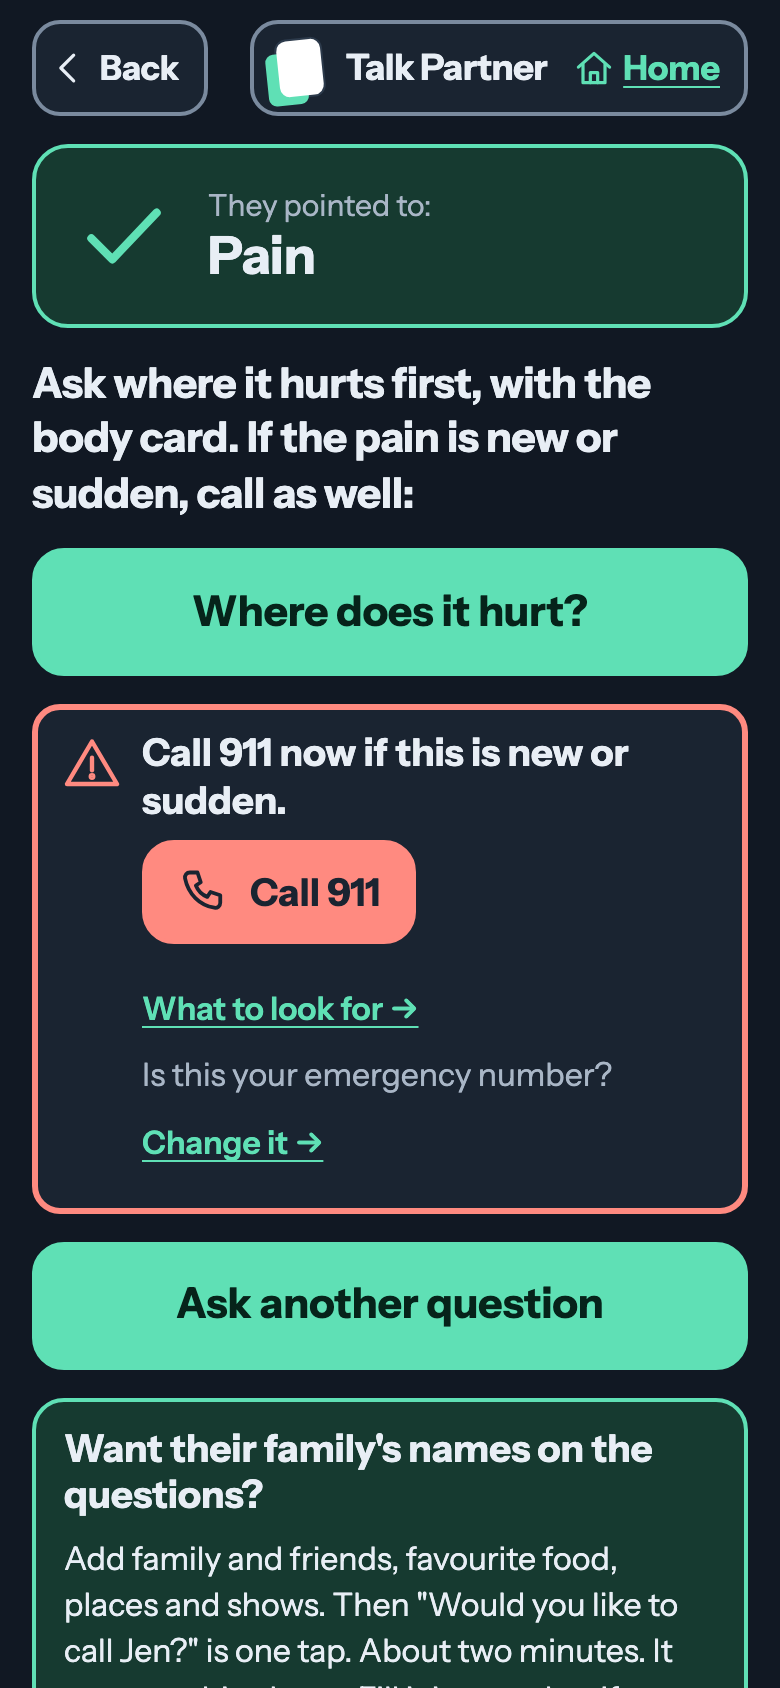 Back
Talk Partner
Home
They pointed to:
Pain
Ask where it hurts first, with the
body card. If the pain is new or
sudden, call as well:
Where does it hurt?
Call 911 now if this is new or
sudden.
Call 911
What to look for →
Is this your emergency number?
Change it →
Ask another question
Want their family's names on the
questions?
Add family and friends, favourite food,
places and shows. Then "Would you like to
call Jen?" is one tap. About two minutes. It